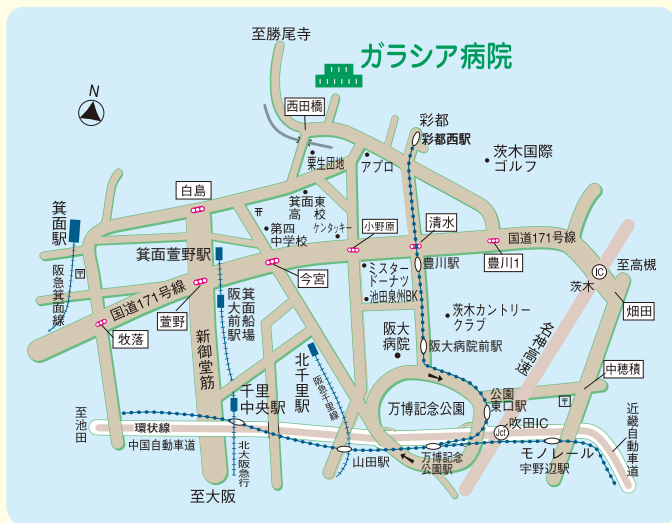 至勝尾寺
ガラシア病院
N
西田橋
彩都
彩都西駅
粟生団地
アプロ
茨木国際
ゴルフ
白島
箕面東
高校
第四
中学校
ケンタッキー
小野原
清水
国道171号線
豊川1
箕面駅
阪急箕面線
箕面萱野駅
今宮
豊川駅
ミスター
ドーナツ
池田泉州BK
至高槻
IC
茨木
畑田
国道171号線
萱野
牧落
箕面船場
阪大前駅
新御堂筋
茨木カントリー
クラブ
阪大
病院
阪大病院前駅
名神高速
北千里駅
阪急千里線
千里
中央駅
中穂積
万博記念公園
公園
東口駅
吹田IC
Jct
至池田
環状線
中国自動車道
北大阪急行
山田駅
万博記念
公園駅
モノレール
宇野辺駅
近畿自動車道
至大阪